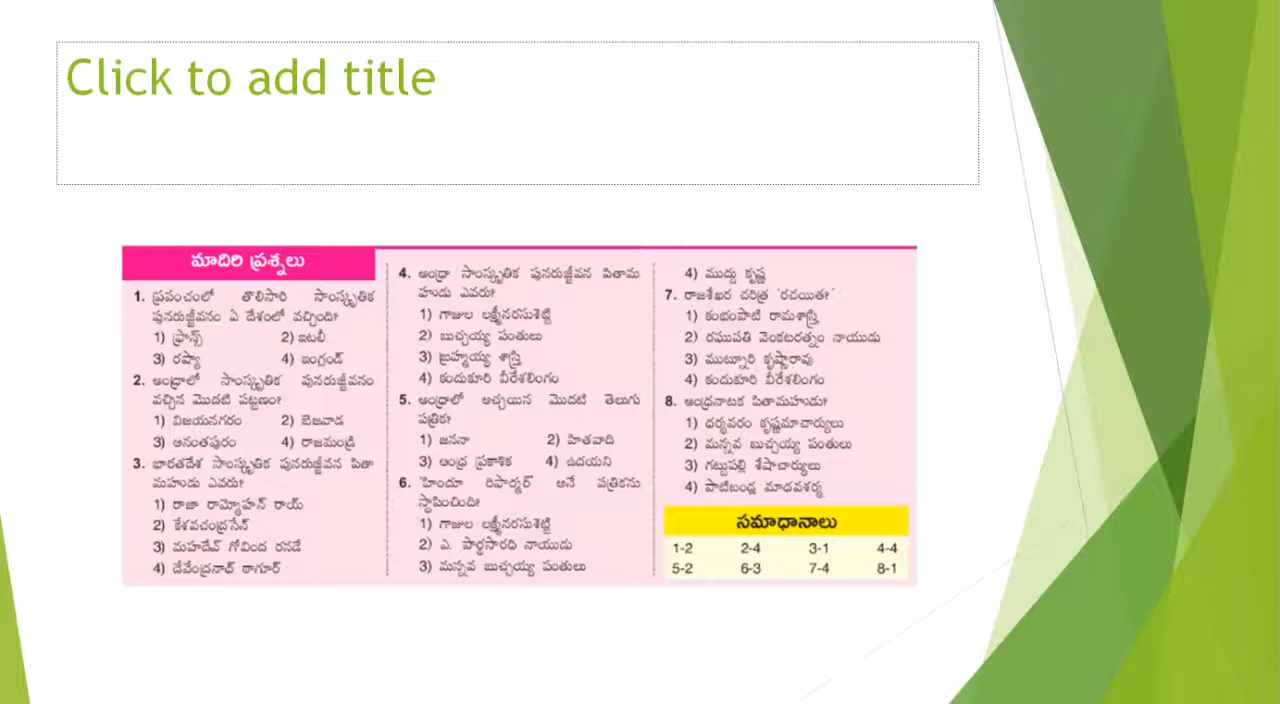 Click to add title
మాదిరి ప్రశ్నలు
1. ప్రపంచంలో తొలిసారి సాంస్కృతిక
పునరుజ్జీవనం ఏ దేశంలో వచ్చింది?
1) ఫ్రాన్స్ 2) ఇటలీ
3) రష్యా 4) ఇంగ్లండ్
2. ఆంధ్రాలో సాంస్కృతిక పునరుజ్జీవనం
వచ్చిన మొదటి పట్టణం?
1) విజయనగరం 2) బెజవాడ
3) అనంతపురం 4) రాజమండ్రి
3. భారతదేశ సాంస్కృతిక పునరుజ్జీవన పితా
మహుడు ఎవరు?
1) రాజా రామ్మోహన్ రాయ్
2) కేశవచంద్రసేన్
3) మహదేవ్ గోవింద రనడే
4) దేవేంద్రనాథ్ ఠాగూర్
4. ఆంధ్రా సాంస్కృతిక పునరుజ్జీవన పితామ
హుడు ఎవరు?
1) గాజుల లక్ష్మీనరసుశెట్టి
2) బుచ్చయ్య పంతులు
3) బ్రహ్మయ్య శాస్త్రి
4) కందుకూరి వీరేశలింగం
5. ఆంధ్రాలో అచ్చయిన మొదటి తెలుగు
పత్రిక?
1) జననా 2) హితవాది
3) ఆంధ్ర ప్రకాశిక 4) ఉదయని
6. 'హిందూ రిఫార్మర్' అనే పత్రికను
స్థాపించింది?
1) గాజుల లక్ష్మీనరసుశెట్టి
2) ఎ. పార్థసారథి నాయుడు
3) మన్నవ బుచ్చయ్య పంతులు
4) ముద్దు కృష్ణ
7. రాజశేఖర చరిత్ర 'రచయిత?'
1) కంభంపాటి రామశాస్త్రి
2) రఘుపతి వెంకటరత్నం నాయుడు
3) ముట్నూరి కృష్ణారావు
4) కందుకూరి వీరేశలింగం
8. ఆంధ్రనాటక పితామహుడు?
1) ధర్మవరం కృష్ణమాచార్యులు
2) మన్నవ బుచ్చయ్య పంతులు
3) గట్టుపల్లి శేషాచార్యులు
4) పాటిబండ్ల మాధవశర్మ
సమాధానాలు
1-2 2-4 3-1 4-4
5-2 6-3 7-4 8-1